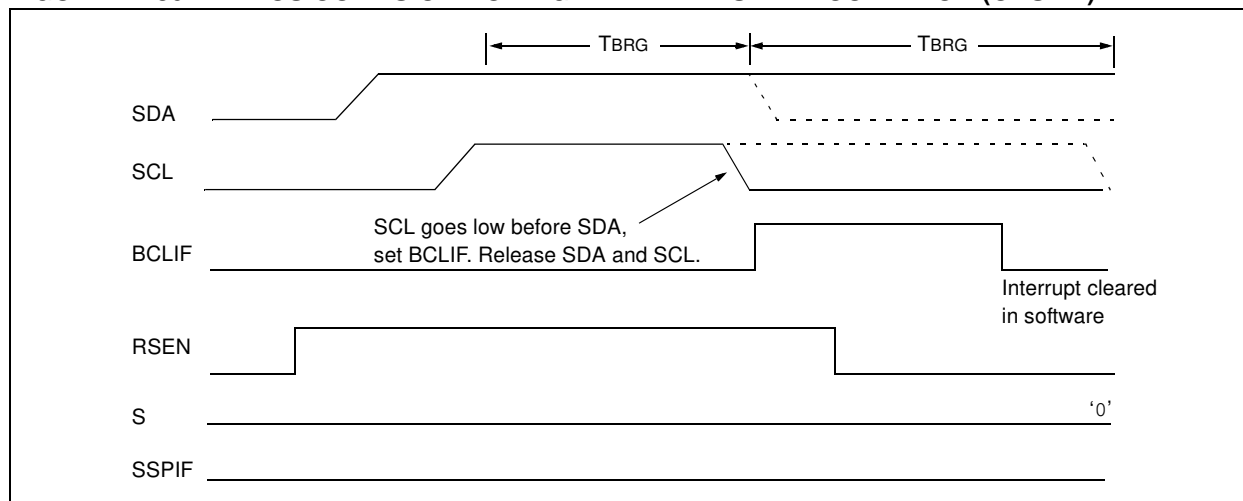 TBRG TBRG
SDA
SCL
SCL goes low before SDA,
set BCLIF. Release SDA and SCL.
BCLIF
Interrupt cleared
in software
RSEN
S '0'
SSPIF